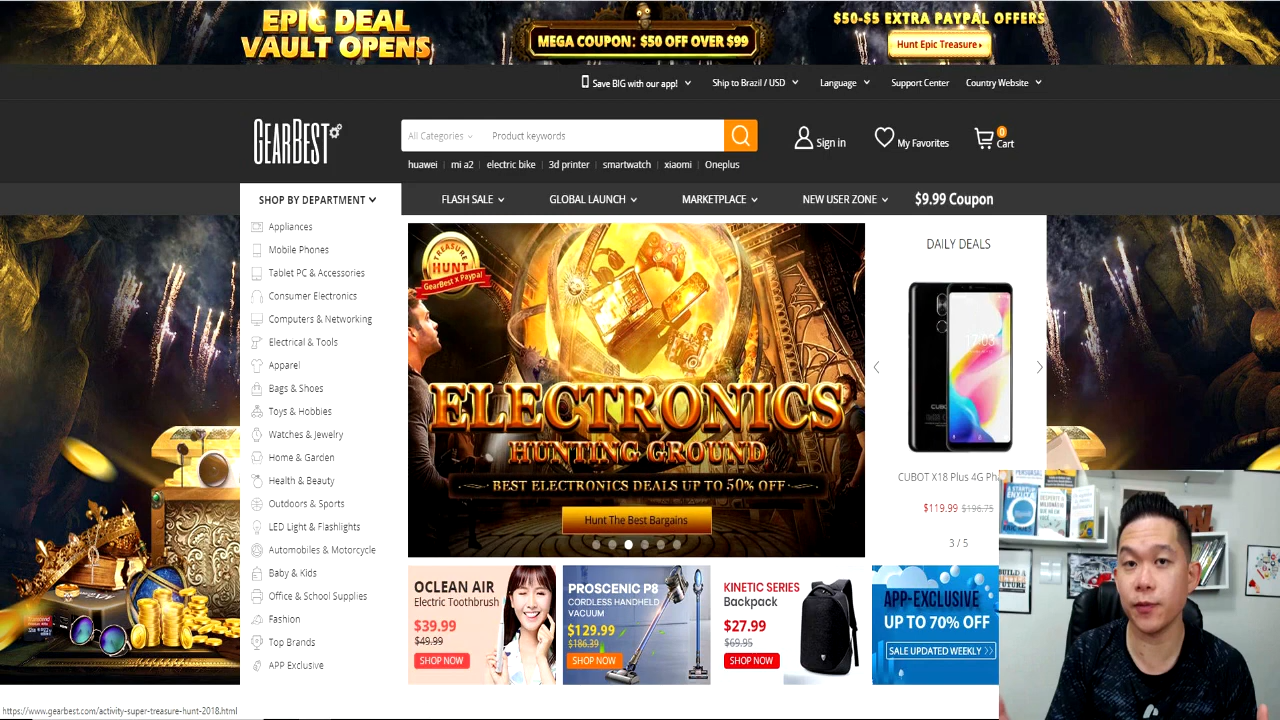 EPIC DEAL
VAULT OPENS
MEGA COUPON: $50 OFF OVER $99
$50-$5 EXTRA PAYPAL OFFERS
Hunt Epic Treasure
Save BIG with our app!
Ship to Brazil / USD
Language
Support Center
Country Website
GEARBEST
All Categories
Product keywords
Sign in
My Favorites
0
Cart
huawei | mi a2 | electric bike | 3d printer | smartwatch | xiaomi | Oneplus
SHOP BY DEPARTMENT
FLASH SALE
GLOBAL LAUNCH
MARKETPLACE
NEW USER ZONE
$9.99 Coupon
Appliances
Mobile Phones
Tablet PC & Accessories
Consumer Electronics
Computers & Networking
Electrical & Tools
Apparel
Bags & Shoes
Toys & Hobbies
Watches & Jewelry
Home & Garden
Health & Beauty
Outdoors & Sports
LED Light & Flashlights
Automobiles & Motorcycle
Baby & Kids
Office & School Supplies
Fashion
Top Brands
APP Exclusive
TREASURE
HUNT
GearBest X Paypal
ELECTRONICS
HUNTING GROUND
BEST ELECTRONICS DEALS UP TO 50% OFF
Hunt The Best Bargains
DAILY DEALS
CUBOT X18 Plus 4G Ph
$119.99 $196.75
3 / 5
OCLEAN AIR
Electric Toothbrush
$39.99
$49.99
SHOP NOW
PROSCENIC P8
CORDLESS HANDHELD
VACUUM
$129.99
$186.39
SHOP NOW
KINETIC SERIES
Backpack
$27.99
$69.95
SHOP NOW
APP-EXCLUSIVE
UP TO 70% OFF
SALE UPDATED WEEKLY
A STARTUP
ENXUTA
BUILD A
FUTURE
https://www.gearbest.com/activity-super-treasure-hunt-2018.html